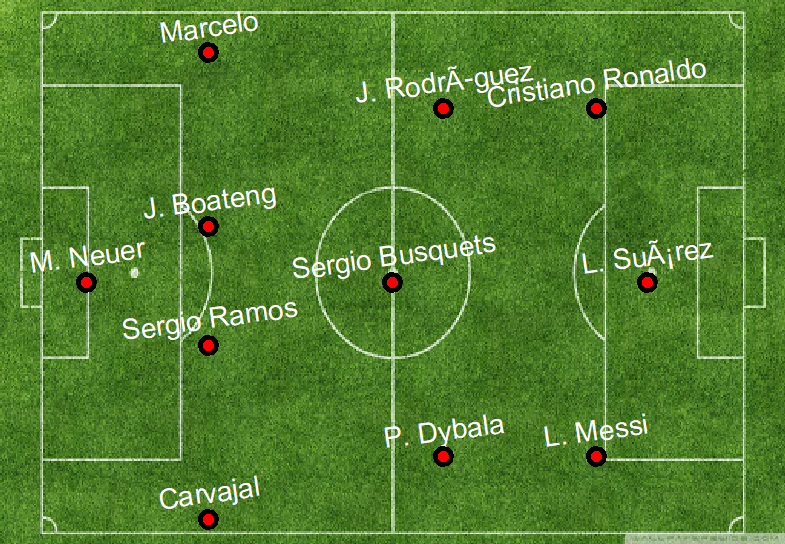 Marcelo
J. RodrÃ-guez
Cristiano Ronaldo
J. Boateng
M. Neuer
Sergio Busquets
L. SuÃ¡rez
Sergio Ramos
P. Dybala
L. Messi
Carvajal